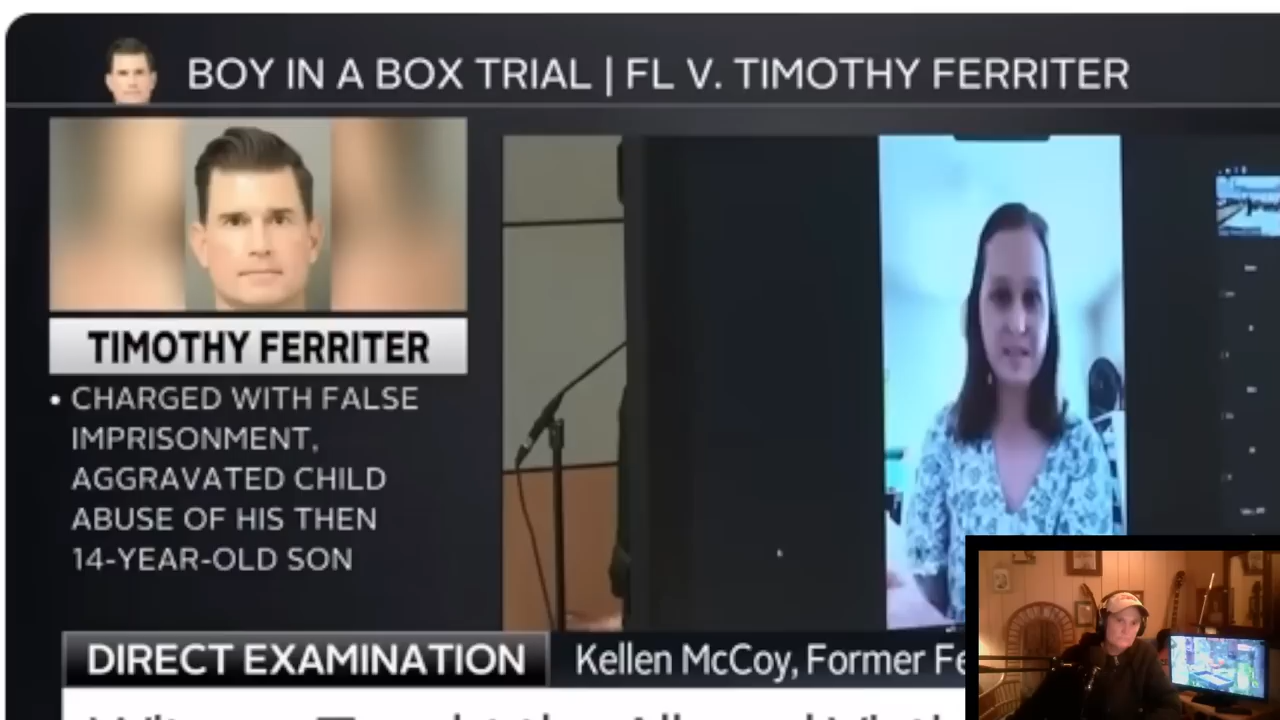 BOY IN A BOX TRIAL | FL V. TIMOTHY FERRITER
TIMOTHY FERRITER
• CHARGED WITH FALSE
IMPRISONMENT,
AGGRAVATED CHILD
ABUSE OF HIS THEN
14-YEAR-OLD SON
DIRECT EXAMINATION
Kellen McCoy, Former Fe